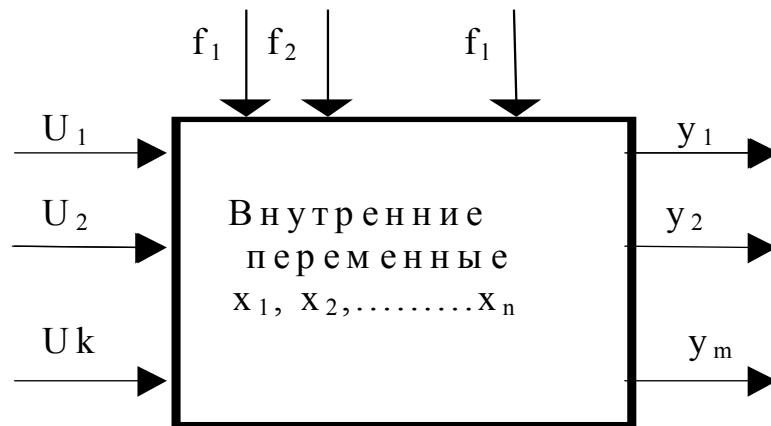 f₁ f₂ f₁
U₁ y₁
U₂ y₂
Внутренние
переменные
x₁, x₂,.........xₙ
Uk yₘ